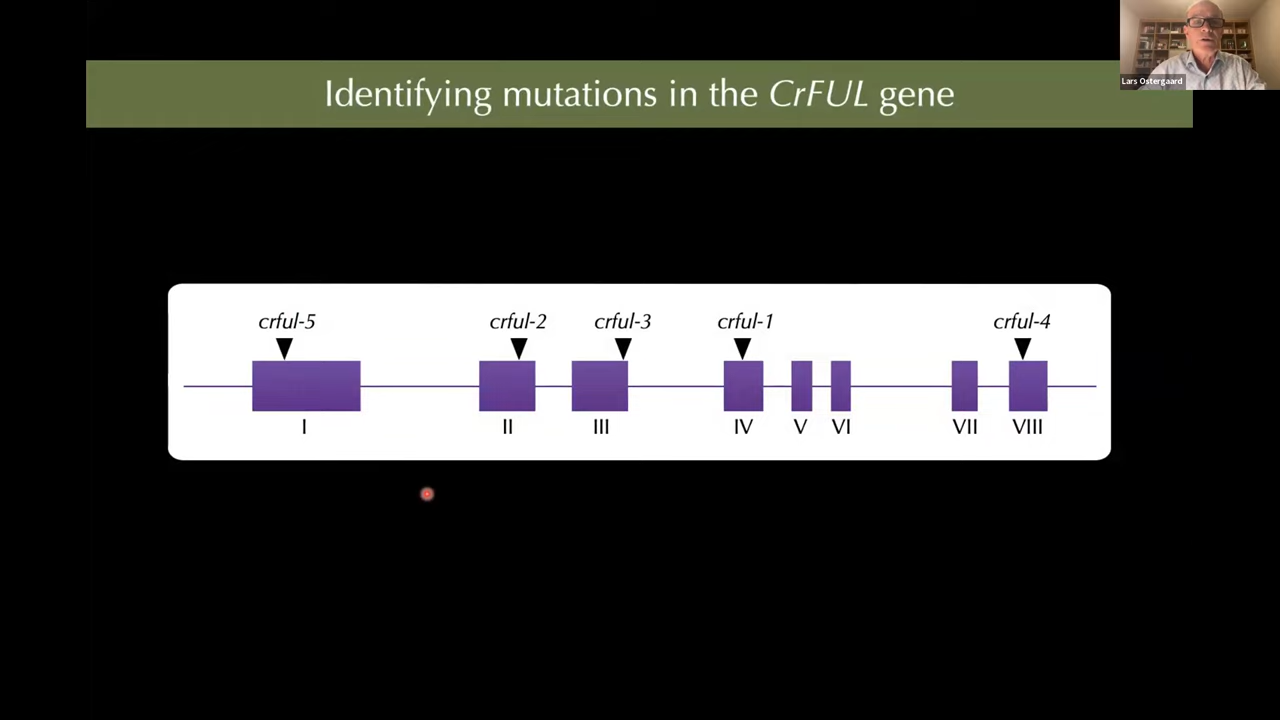 Lars Ostergaard
Identifying mutations in the CrFUL gene
crful-5 crful-2 crful-3 crful-1 crful-4
I II III IV V VI VII VIII